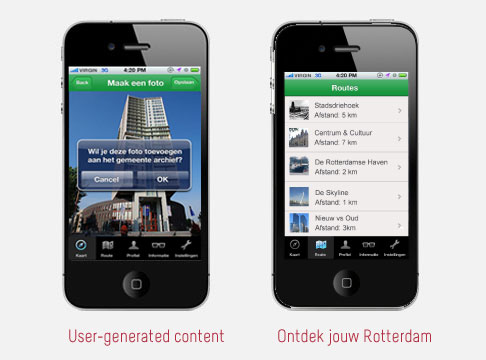 VIRGIN 3G 4:20 PM
Back Maak een foto Opslaan
Wil je deze foto toevoegen
aan het gemeente archief?
Cancel OK
Kaart Route Profiel Informatie Instellingen
User-generated content
VIRGIN 3G 4:20 PM
Routes
Stadsdriehoek
Afstand: 5 km
Centrum & Cultuur
Afstand: 7 km
De Rotterdamse Haven
Afstand: 2 km
De Skyline
Afstand: 1 km
Nieuw vs Oud
Afstand: 3km
Kaart Route Profiel Informatie Instellingen
Ontdek jouw Rotterdam